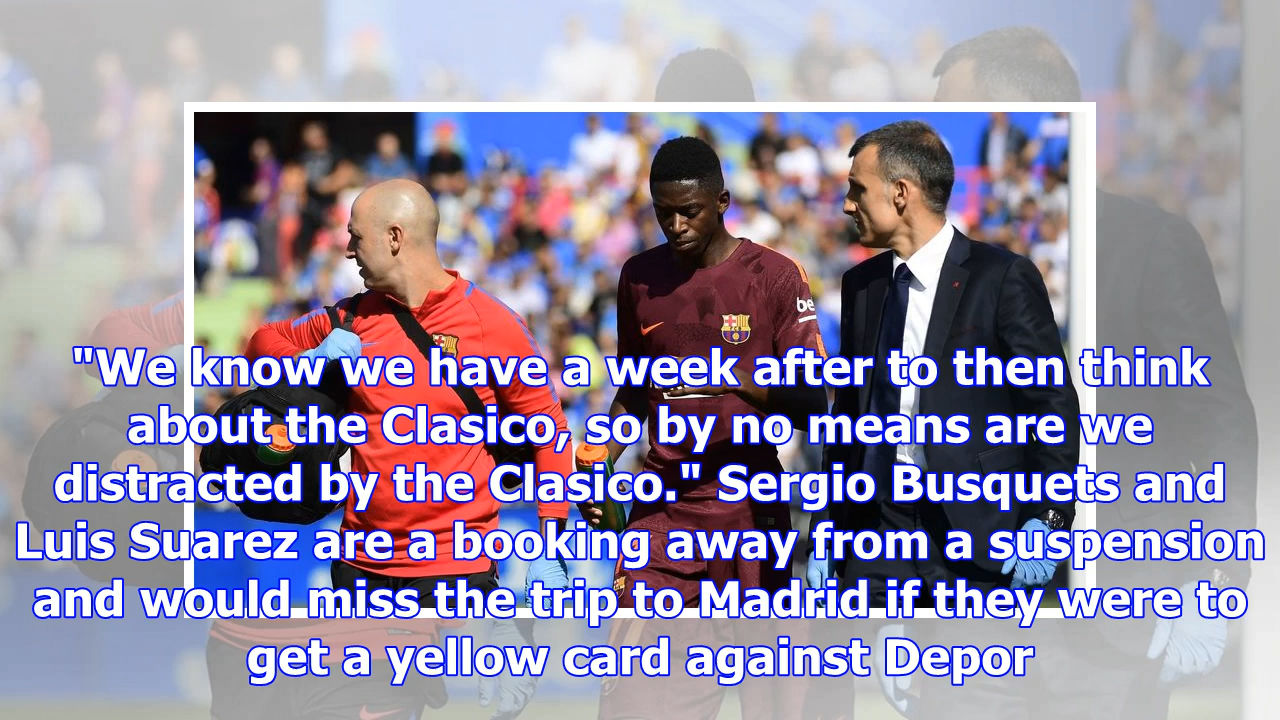 be
"We know we have a week after to then think
about the Clasico, so by no means are we
distracted by the Clasico." Sergio Busquets and
Luis Suarez are a booking away from a suspension
and would miss the trip to Madrid if they were to
get a yellow card against Depor